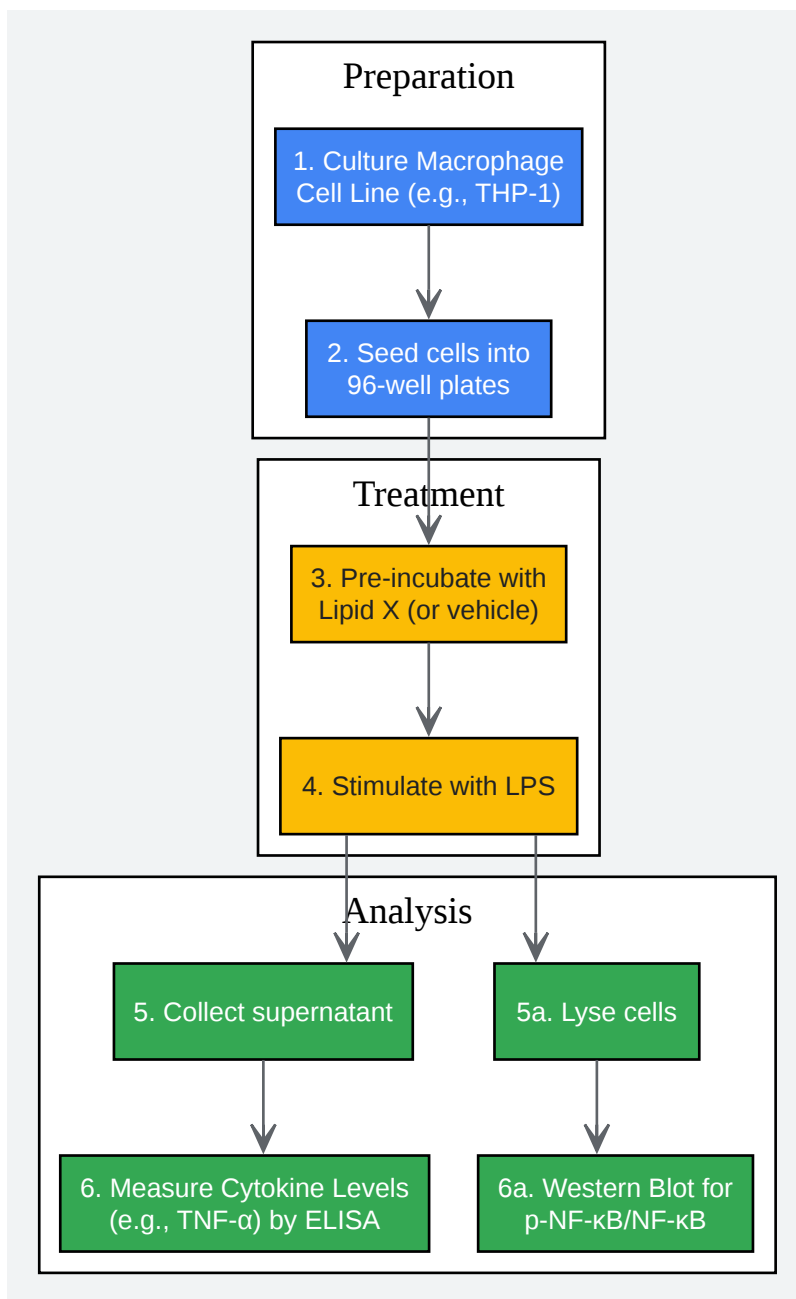 Preparation
1. Culture Macrophage
Cell Line (e.g., THP-1)
2. Seed cells into
96-well plates
Treatment
3. Pre-incubate with
Lipid X (or vehicle)
4. Stimulate with LPS
Analysis
5. Collect supernatant
5a. Lyse cells
6. Measure Cytokine Levels
(e.g., TNF-α) by ELISA
6a. Western Blot for
p-NF-κB/NF-κB